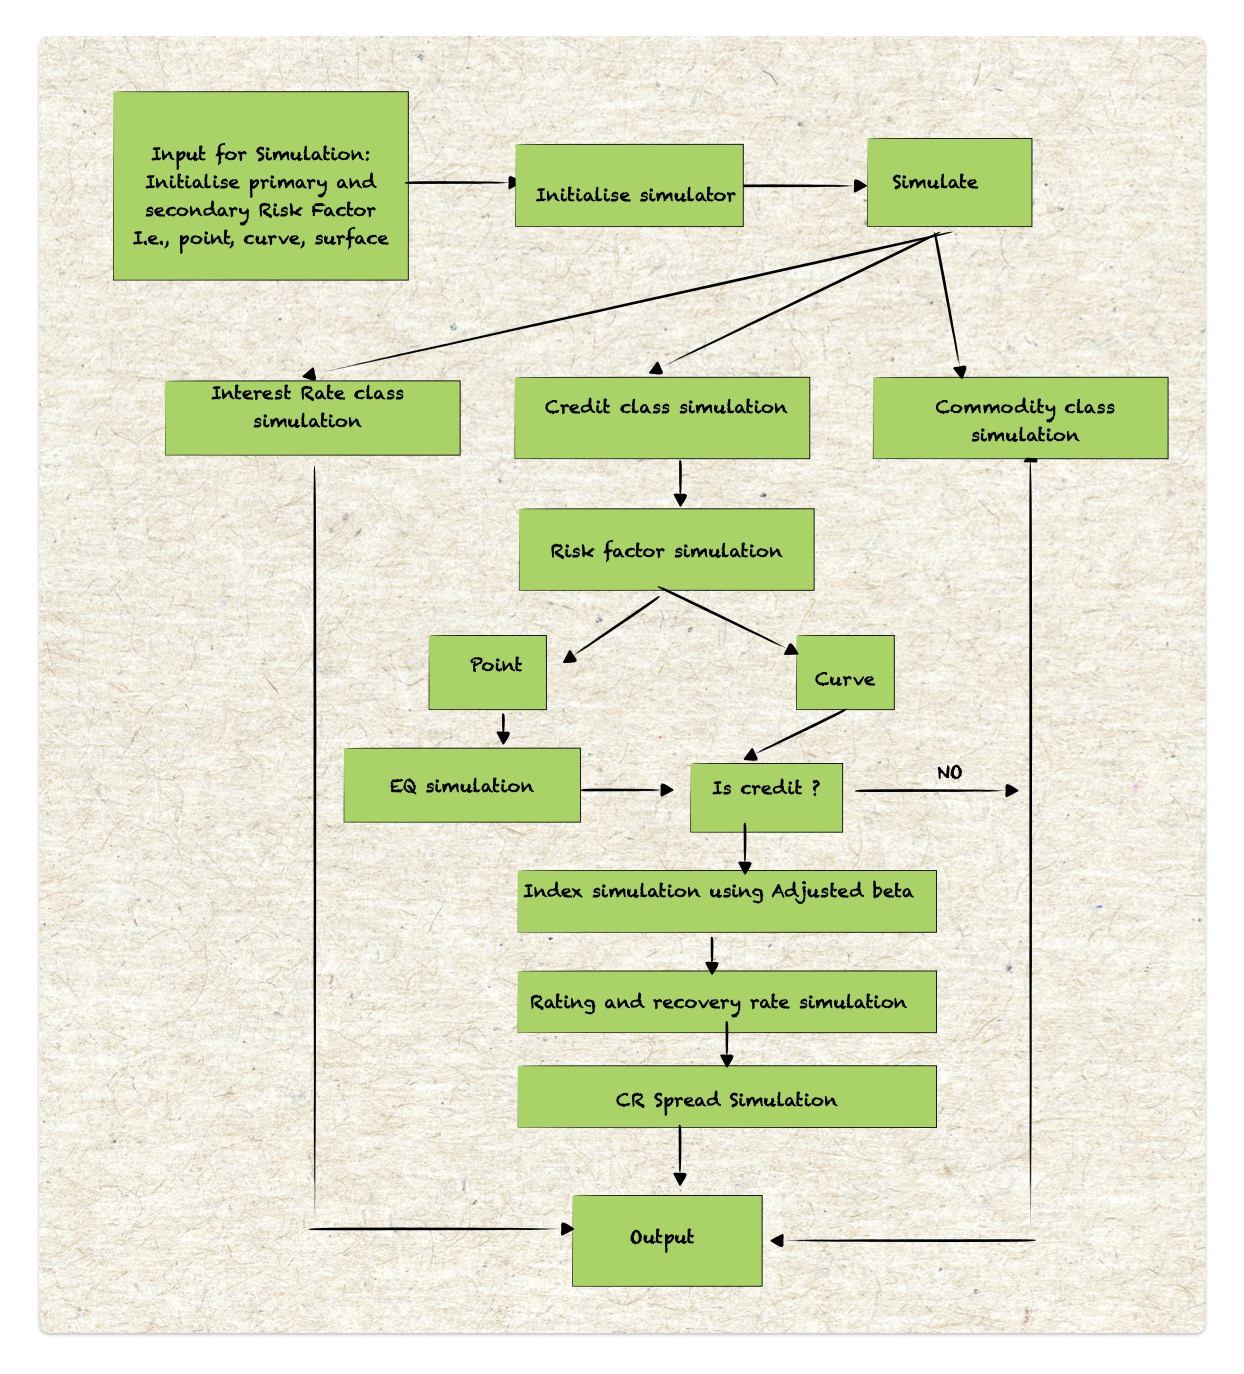 Input for Simulation:
Initialise primary and
secondary Risk Factor
I.e., point, curve, surface
Initialise simulator
Simulate
Interest Rate class
simulation
Credit class simulation
Commodity class
simulation
Risk factor simulation
Point
Curve
EQ simulation
Is credit ?
NO
Index simulation using Adjusted beta
Rating and recovery rate simulation
CR Spread Simulation
Output